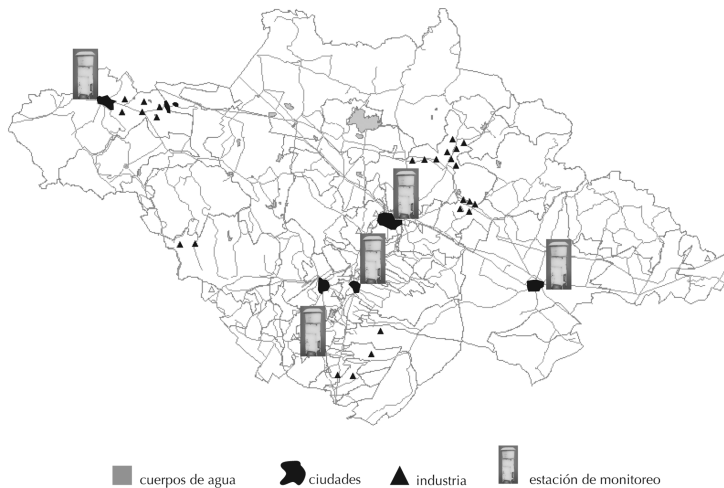 cuerpos de agua ciudades industria estación de monitoreo